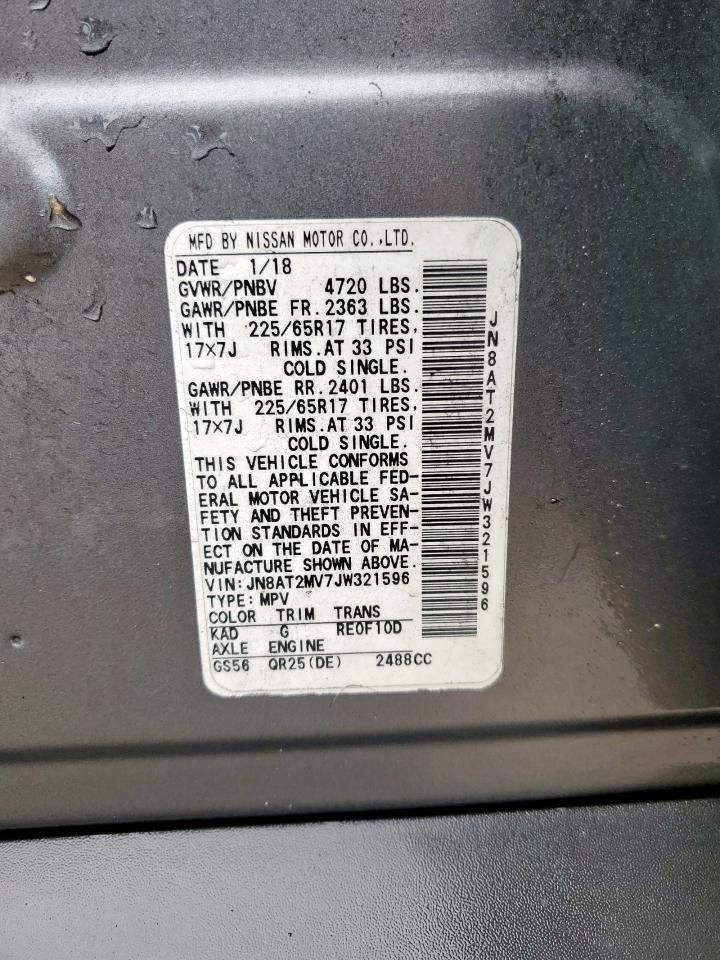 MFD BY NISSAN MOTOR CO.,LTD.
DATE 1/18
GVWR/PNBV 4720 LBS.
GAWR/PNBE FR.2363 LBS.
WITH 225/65R17 TIRES,
17×7J RIMS.AT 33 PSI
COLD SINGLE.
GAWR/PNBE RR.2401 LBS.
WITH 225/65R17 TIRES,
17×7J RIMS.AT 33 PSI
COLD SINGLE.
THIS VEHICLE CONFORMS
TO ALL APPLICABLE FED-
ERAL MOTOR VEHICLE SA-
FETY AND THEFT PREVEN-
TION STANDARDS IN EFF-
ECT ON THE DATE OF MA-
NUFACTURE SHOWN ABOVE.
VIN:JN8AT2MV7JW321596
TYPE:MPV
COLOR TRIM TRANS
KAD G RE0F10D
AXLE ENGINE
GS56 QR25(DE) 2488CC
JN8AT2MV7JW321596